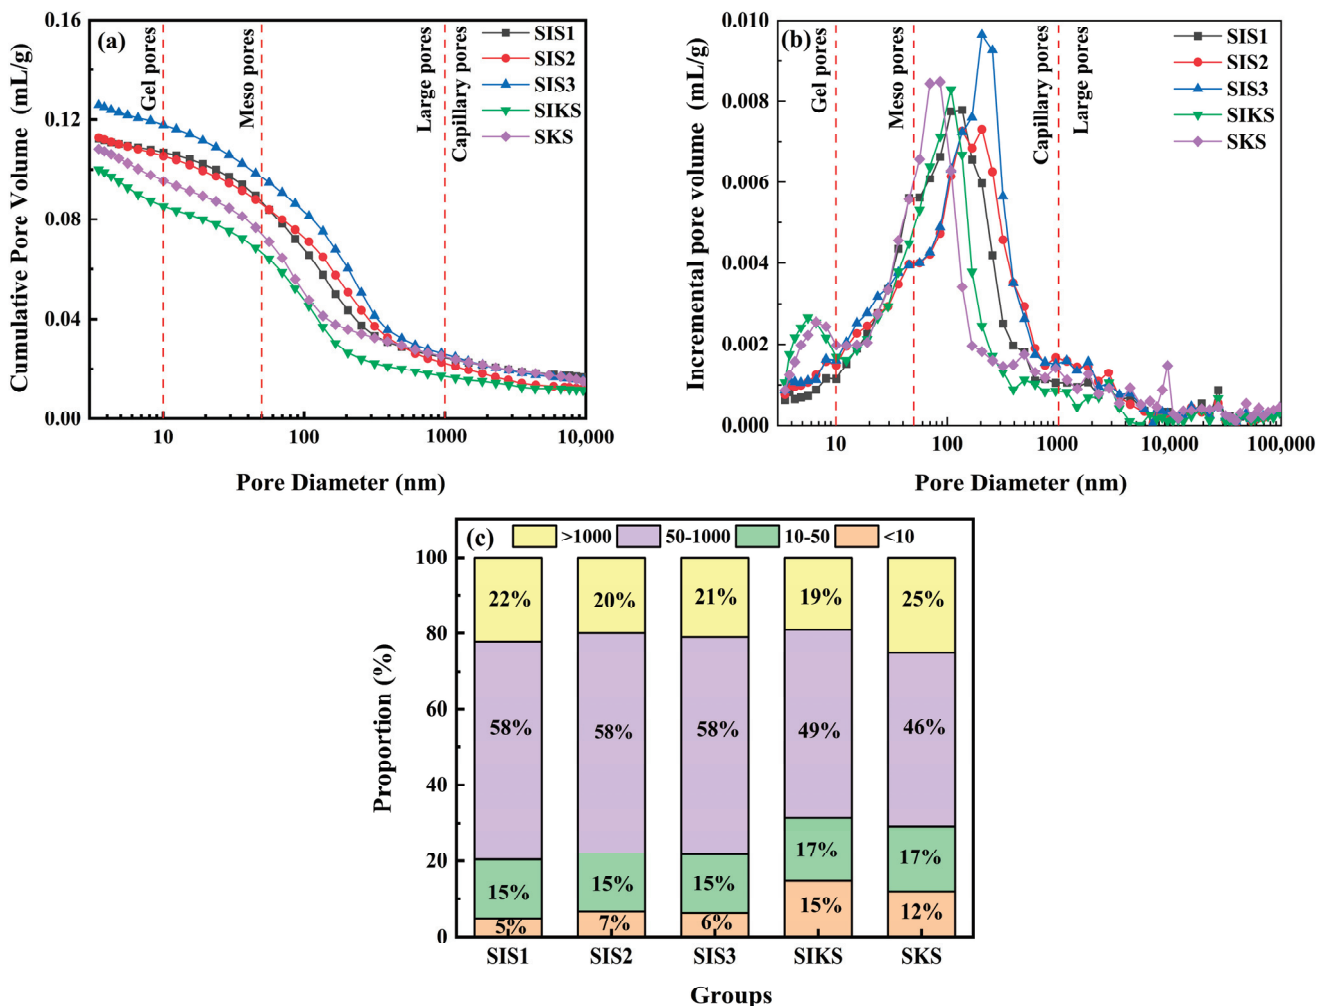 (a)
Cumulative Pore Volume (mL/g)
0.16
0.12
0.08
0.04
0.00
Gel pores
Meso pores
Large pores
Capillary pores
SIS1
SIS2
SIS3
SIKS
SKS
10
100
1000
10,000
Pore Diameter (nm)
(b)
Incremental pore volume (mL/g)
0.010
0.008
0.006
0.004
0.002
0.000
Gel pores
Meso pores
Capillary pores
Large pores
SIS1
SIS2
SIS3
SIKS
SKS
10
100
1000
10,000
100,000
Pore Diameter (nm)
(c)
>1000
50-1000
10-50
<10
Proportion (%)
100
80
60
40
20
0
22%
20%
21%
19%
25%
58%
58%
58%
49%
46%
15%
15%
15%
17%
17%
5%
7%
6%
15%
12%
SIS1
SIS2
SIS3
SIKS
SKS
Groups